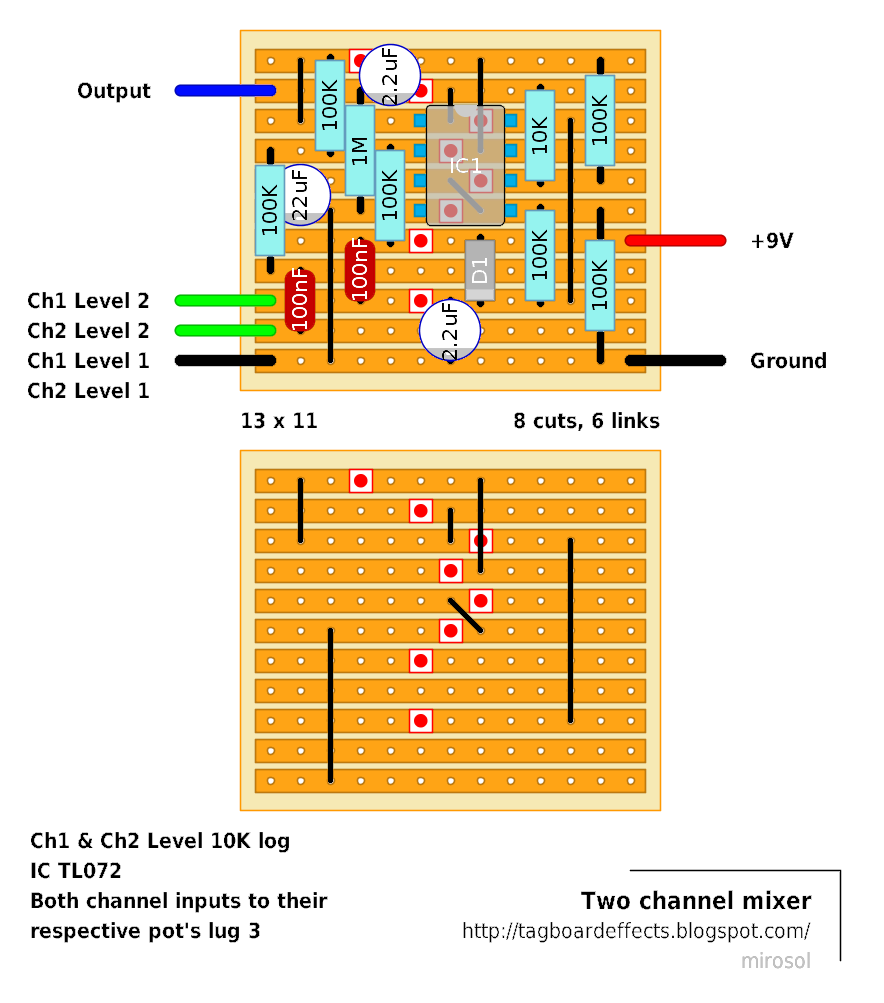 Output
100K
2.2uF
1M
100K
IC1
10K
100K
100K
22uF
+9V
D1
100K
100K
100nF
100nF
2.2uF
Ch1 Level 2
Ch2 Level 2
Ch1 Level 1
Ch2 Level 1
Ground
13 x 11
8 cuts, 6 links
Ch1 & Ch2 Level 10K log
IC TL072
Both channel inputs to their
respective pot's lug 3
Two channel mixer
http://tagboardeffects.blogspot.com/
mirosol